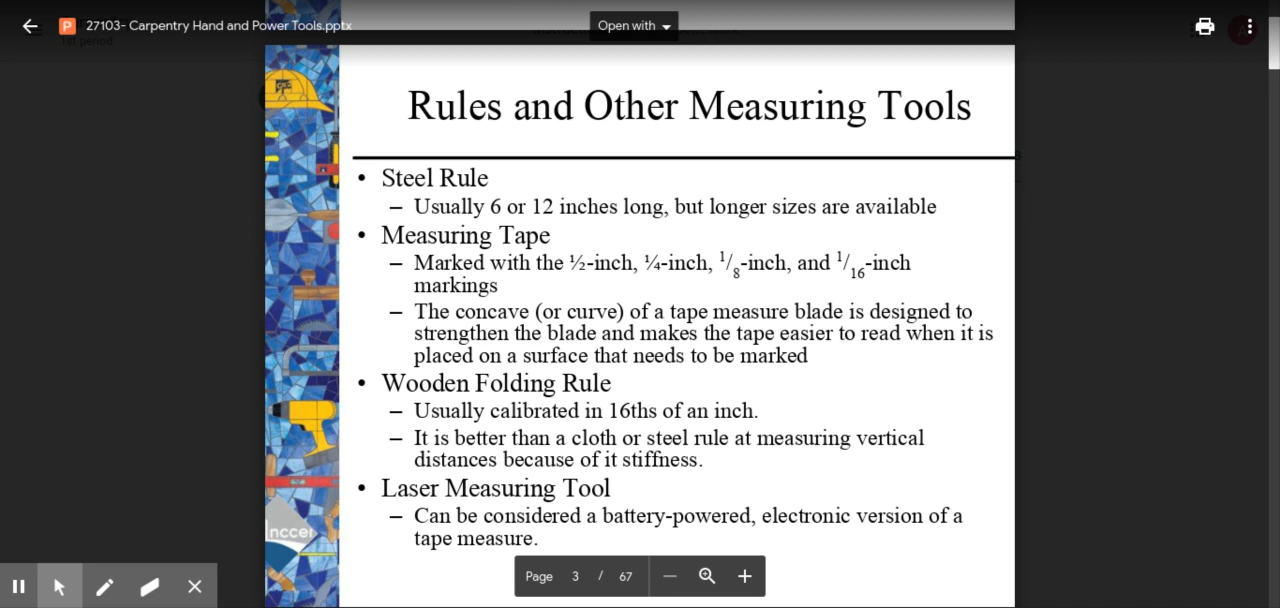 27103- Carpentry Hand and Power Tools.pptx
Open with
1st period
Rules and Other Measuring Tools
• Steel Rule
– Usually 6 or 12 inches long, but longer sizes are available
• Measuring Tape
– Marked with the ½-inch, ¼-inch, 1/8-inch, and 1/16-inch
markings
– The concave (or curve) of a tape measure blade is designed to
strengthen the blade and makes the tape easier to read when it is
placed on a surface that needs to be marked
• Wooden Folding Rule
– Usually calibrated in 16ths of an inch.
– It is better than a cloth or steel rule at measuring vertical
distances because of it stiffness.
• Laser Measuring Tool
– Can be considered a battery-powered, electronic version of a
tape measure.
nccer
Page 3 / 67